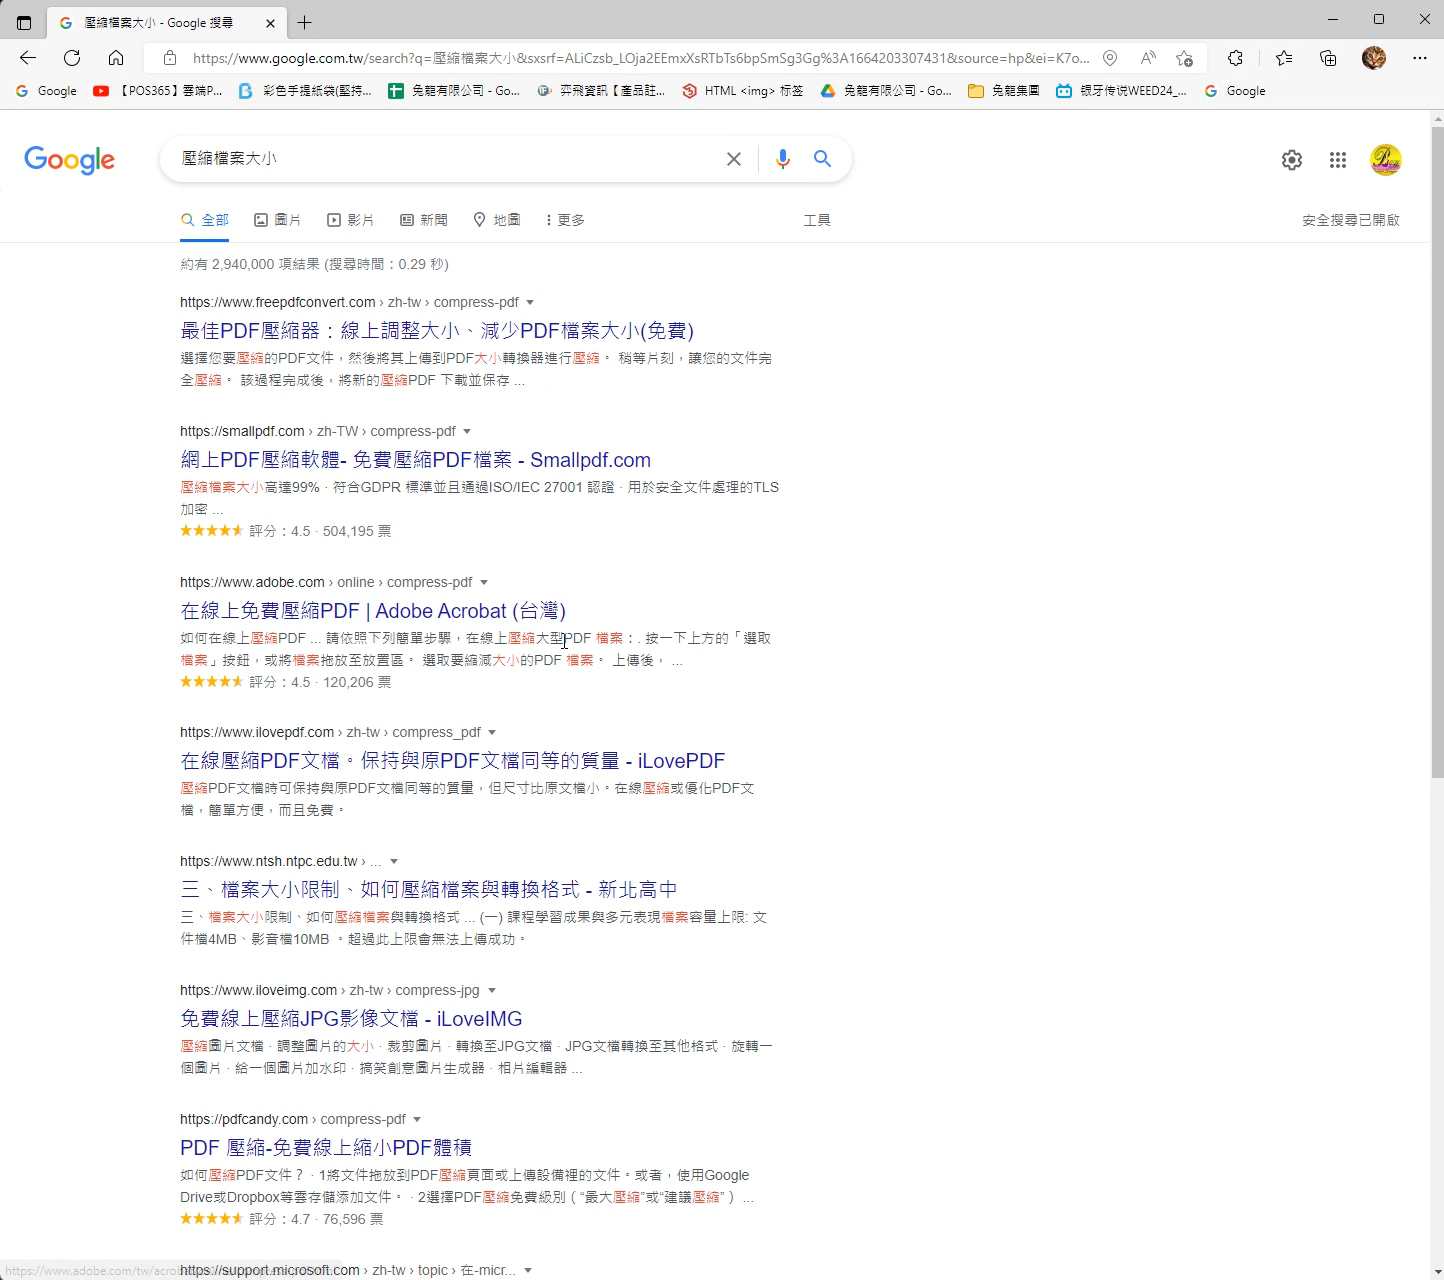 壓縮檔案大小 - Google 搜尋
https://www.google.com.tw/search?q=壓縮檔案大小&sxsrf=ALiCzsb_LOja2EEmxXsRTbTs6bpSmSg3Gg%3A1664203307431&source=hp&ei=K7o...
Google 【POS365】雲端P... 彩色手提紙袋(堅持... 兔龍有限公司 - Go... 弈飛資訊【產品註... HTML <img> 标签 兔龍有限公司 - Go... 兔龍集團 银牙传说WEED24_... Google
Google 壓縮檔案大小
全部 圖片 影片 新聞 地圖 更多 工具 安全搜尋已開啟
約有 2,940,000 項結果 (搜尋時間：0.29 秒)
https://www.freepdfconvert.com › zh-tw › compress-pdf
最佳PDF壓縮器：線上調整大小、減少PDF檔案大小(免費)
選擇您要壓縮的PDF文件，然後將其上傳到PDF大小轉換器進行壓縮。 稍等片刻，讓您的文件完
全壓縮。 該過程完成後，將新的壓縮PDF 下載並保存 ...
https://smallpdf.com › zh-TW › compress-pdf
網上PDF壓縮軟體- 免費壓縮PDF檔案 - Smallpdf.com
壓縮檔案大小高達99% · 符合GDPR 標準並且通過ISO/IEC 27001 認證 · 用於安全文件處理的TLS
加密 ...
評分：4.5 · 504,195 票
https://www.adobe.com › online › compress-pdf
在線上免費壓縮PDF | Adobe Acrobat (台灣)
如何在線上壓縮PDF ... 請依照下列簡單步驟，在線上壓縮大型PDF 檔案：. 按一下上方的「選取
檔案」按鈕，或將檔案拖放至放置區。 選取要縮減大小的PDF 檔案。 上傳後， ...
評分：4.5 · 120,206 票
https://www.ilovepdf.com › zh-tw › compress_pdf
在線壓縮PDF文檔。保持與原PDF文檔同等的質量 - iLovePDF
壓縮PDF文檔時可保持與原PDF文檔同等的質量，但尺寸比原文檔小。在線壓縮或優化PDF文
檔，簡單方便，而且免費。
https://www.ntsh.ntpc.edu.tw › ...
三、檔案大小限制、如何壓縮檔案與轉換格式 - 新北高中
三、檔案大小限制、如何壓縮檔案與轉換格式 ... (一) 課程學習成果與多元表現檔案容量上限: 文
件檔4MB、影音檔10MB 。超過此上限會無法上傳成功。
https://www.iloveimg.com › zh-tw › compress-jpg
免費線上壓縮JPG影像文檔 - iLoveIMG
壓縮圖片文檔 · 調整圖片的大小 · 裁剪圖片 · 轉換至JPG文檔 · JPG文檔轉換至其他格式 · 旋轉一
個圖片 · 給一個圖片加水印 · 搞笑創意圖片生成器 · 相片編輯器 ...
https://pdfcandy.com › compress-pdf
PDF 壓縮-免費線上縮小PDF體積
如何壓縮PDF文件？ · 1將文件拖放到PDF壓縮頁面或上傳設備裡的文件。或者，使用Google
Drive或Dropbox等雲存儲添加文件。 · 2選擇PDF壓縮免費級別（“最大壓縮”或“建議壓縮”） ...
評分：4.7 · 76,596 票
https://support.microsoft.com › zh-tw › topic › 在-micr...
https://www.adobe.com/tw/acrobat